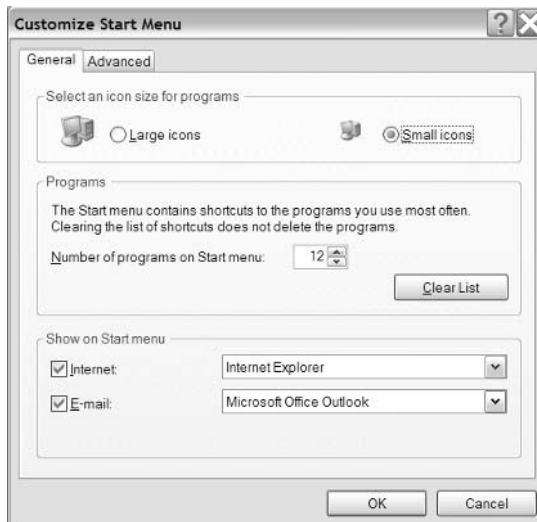 Customize Start Menu
General
Advanced
Select an icon size for programs
Large icons
Small icons
Programs
The Start menu contains shortcuts to the programs you use most often.
Clearing the list of shortcuts does not delete the programs.
Number of programs on Start menu:
12
Clear List
Show on Start menu
Internet:
Internet Explorer
E-mail:
Microsoft Office Outlook
OK
Cancel